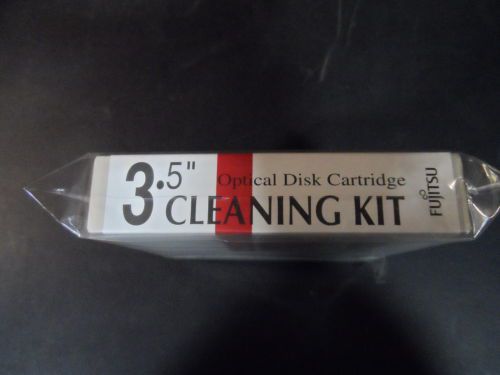 3.5" Optical Disk Cartridge
CLEANING KIT
FUJITSU